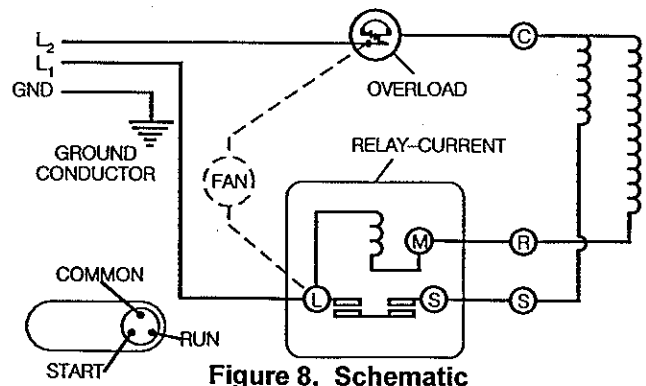 L2
L1
GND
GROUND
CONDUCTOR
OVERLOAD
C
RELAY-CURRENT
FAN
M
R
L
S
S
COMMON
RUN
START
Figure 8. Schematic